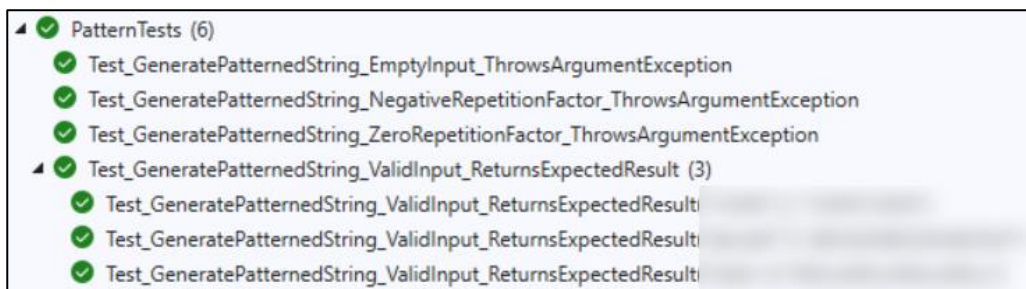 PatternTests (6)
Test_GeneratePatternedString_EmptyInput_ThrowsArgumentException
Test_GeneratePatternedString_NegativeRepetitionFactor_ThrowsArgumentException
Test_GeneratePatternedString_ZeroRepetitionFactor_ThrowsArgumentException
Test_GeneratePatternedString_ValidInput_ReturnsExpectedResult (3)
Test_GeneratePatternedString_ValidInput_ReturnsExpectedResult(
Test_GeneratePatternedString_ValidInput_ReturnsExpectedResult(
Test_GeneratePatternedString_ValidInput_ReturnsExpectedResult(